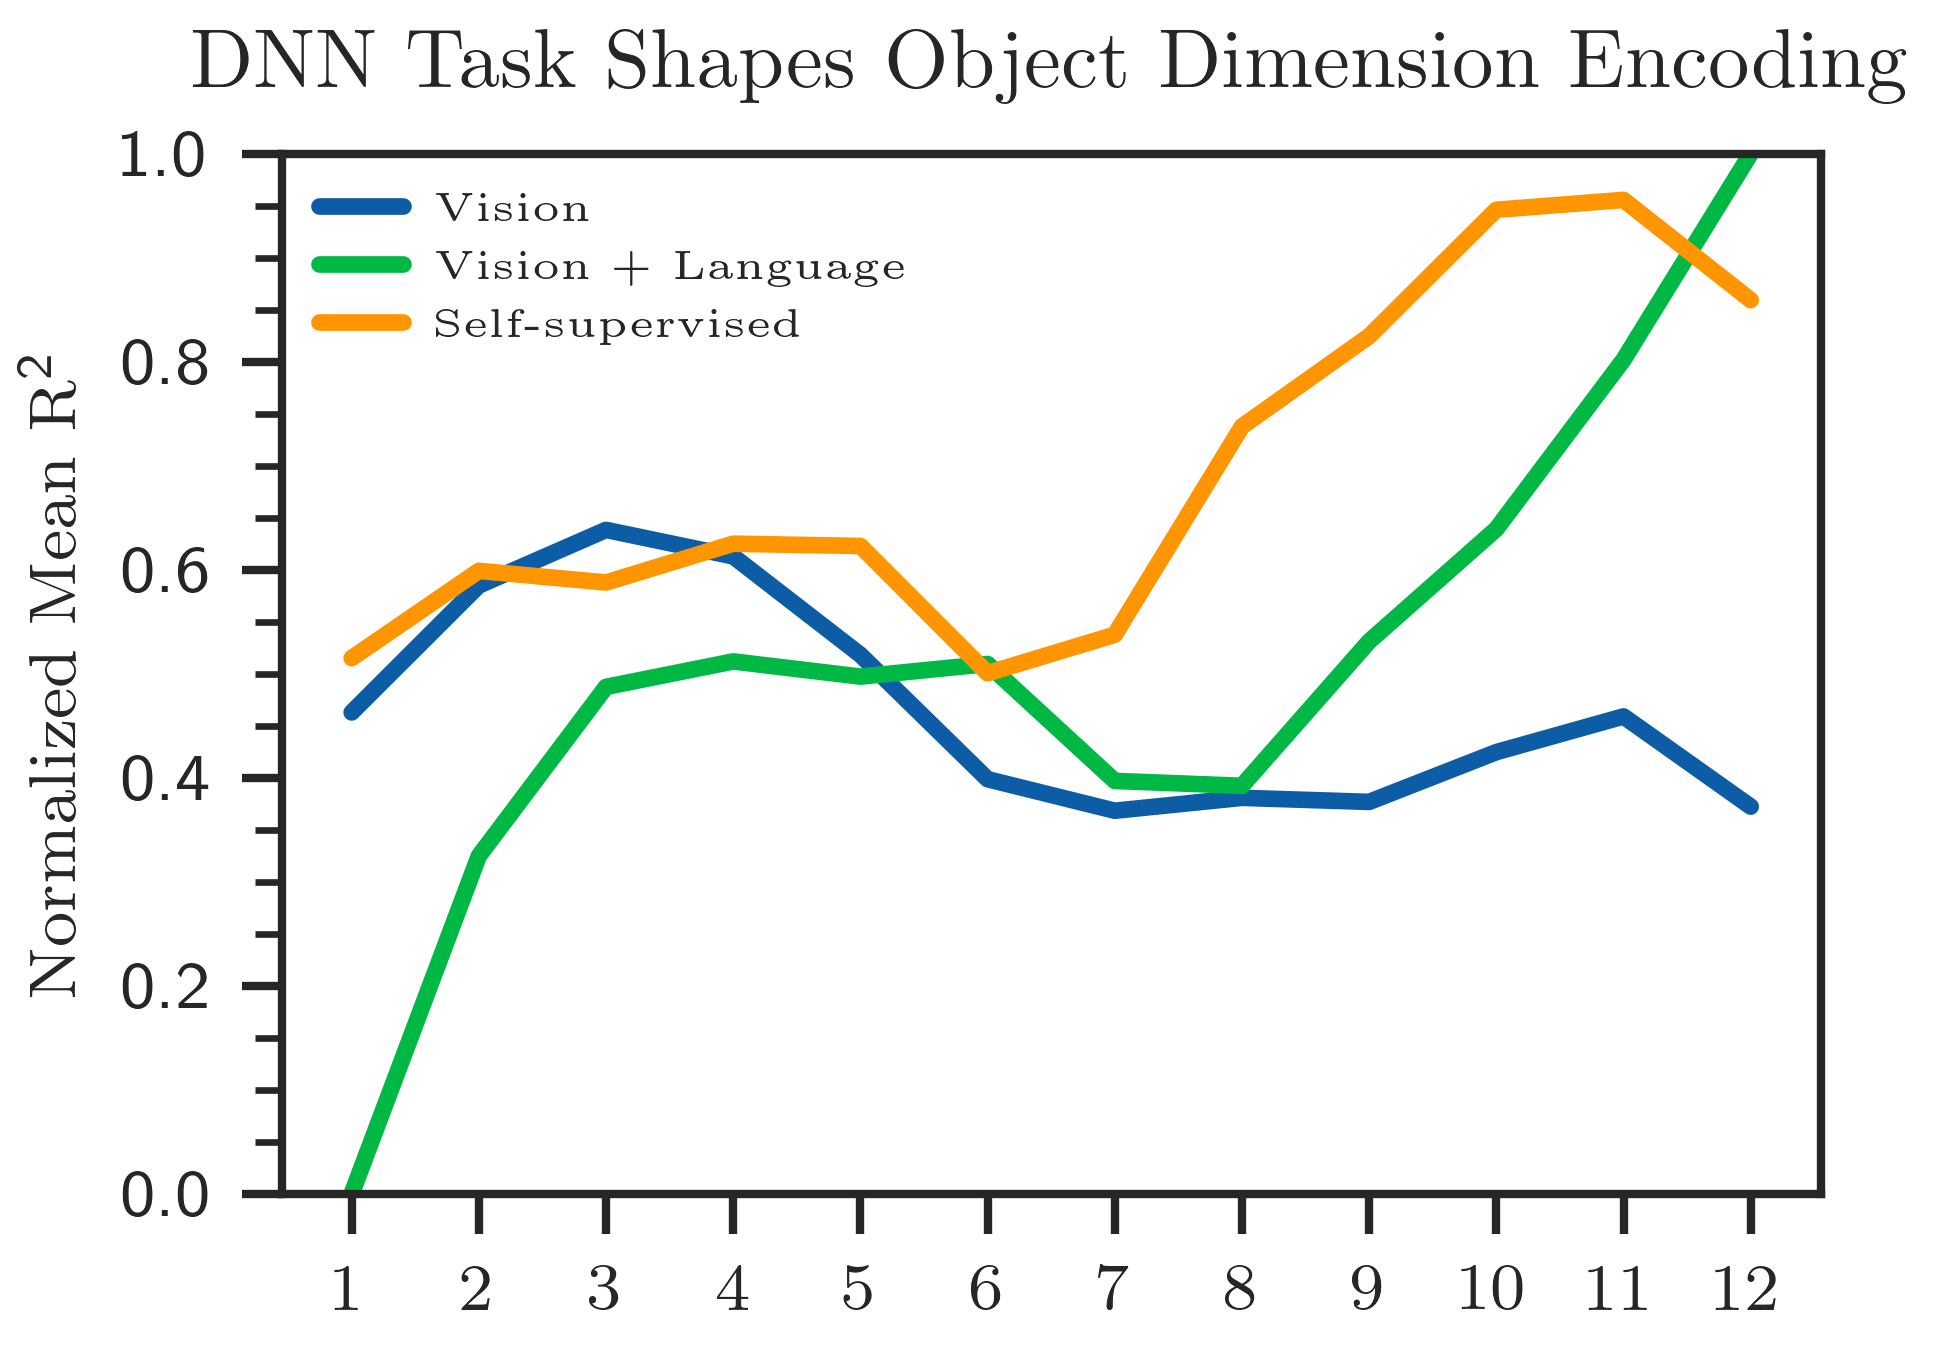 DNN Task Shapes Object Dimension Encoding
Normalized Mean R²
1.0
0.8
0.6
0.4
0.2
0.0
Vision
Vision + Language
Self-supervised
1 2 3 4 5 6 7 8 9 10 11 12